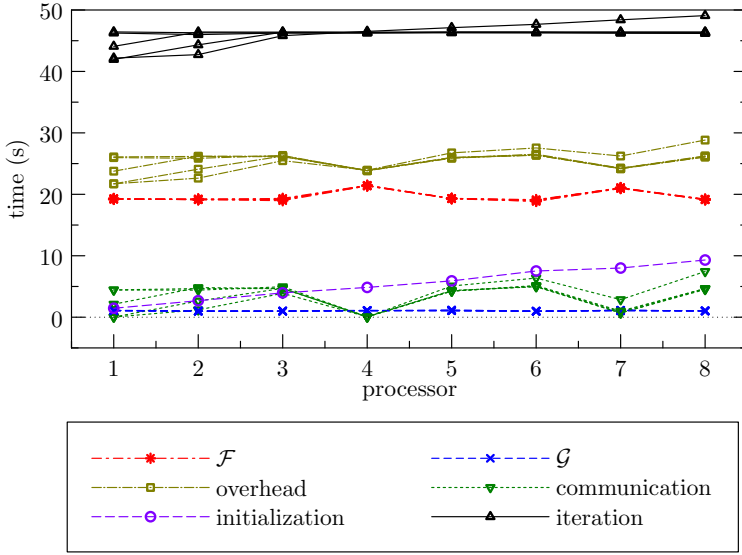 50
40
30
20
10
0
time (s)
1 2 3 4 5 6 7 8
processor
ℱ 𝒢
overhead communication
initialization iteration